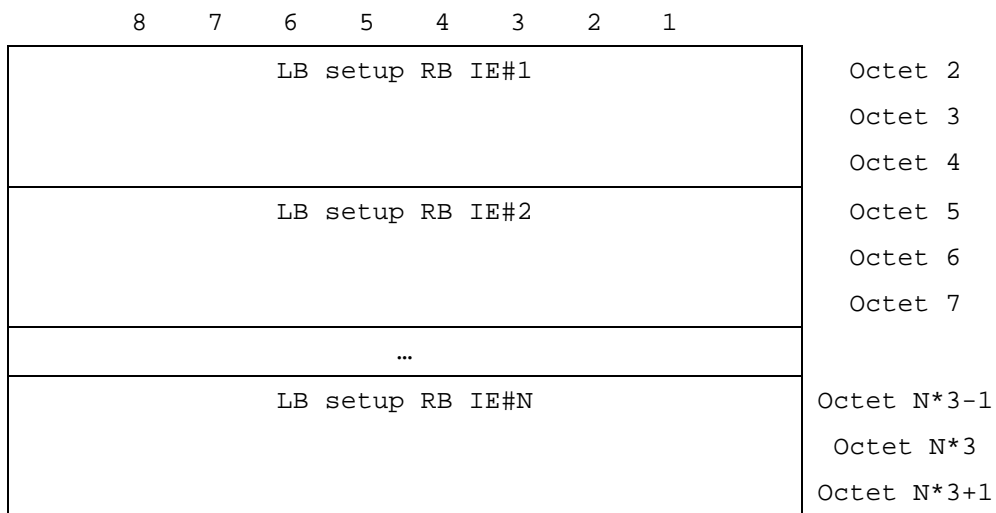 8 7 6 5 4 3 2 1
LB setup RB IE#1 Octet 2
Octet 3
Octet 4
LB setup RB IE#2 Octet 5
Octet 6
Octet 7
…
LB setup RB IE#N Octet N*3-1
Octet N*3
Octet N*3+1